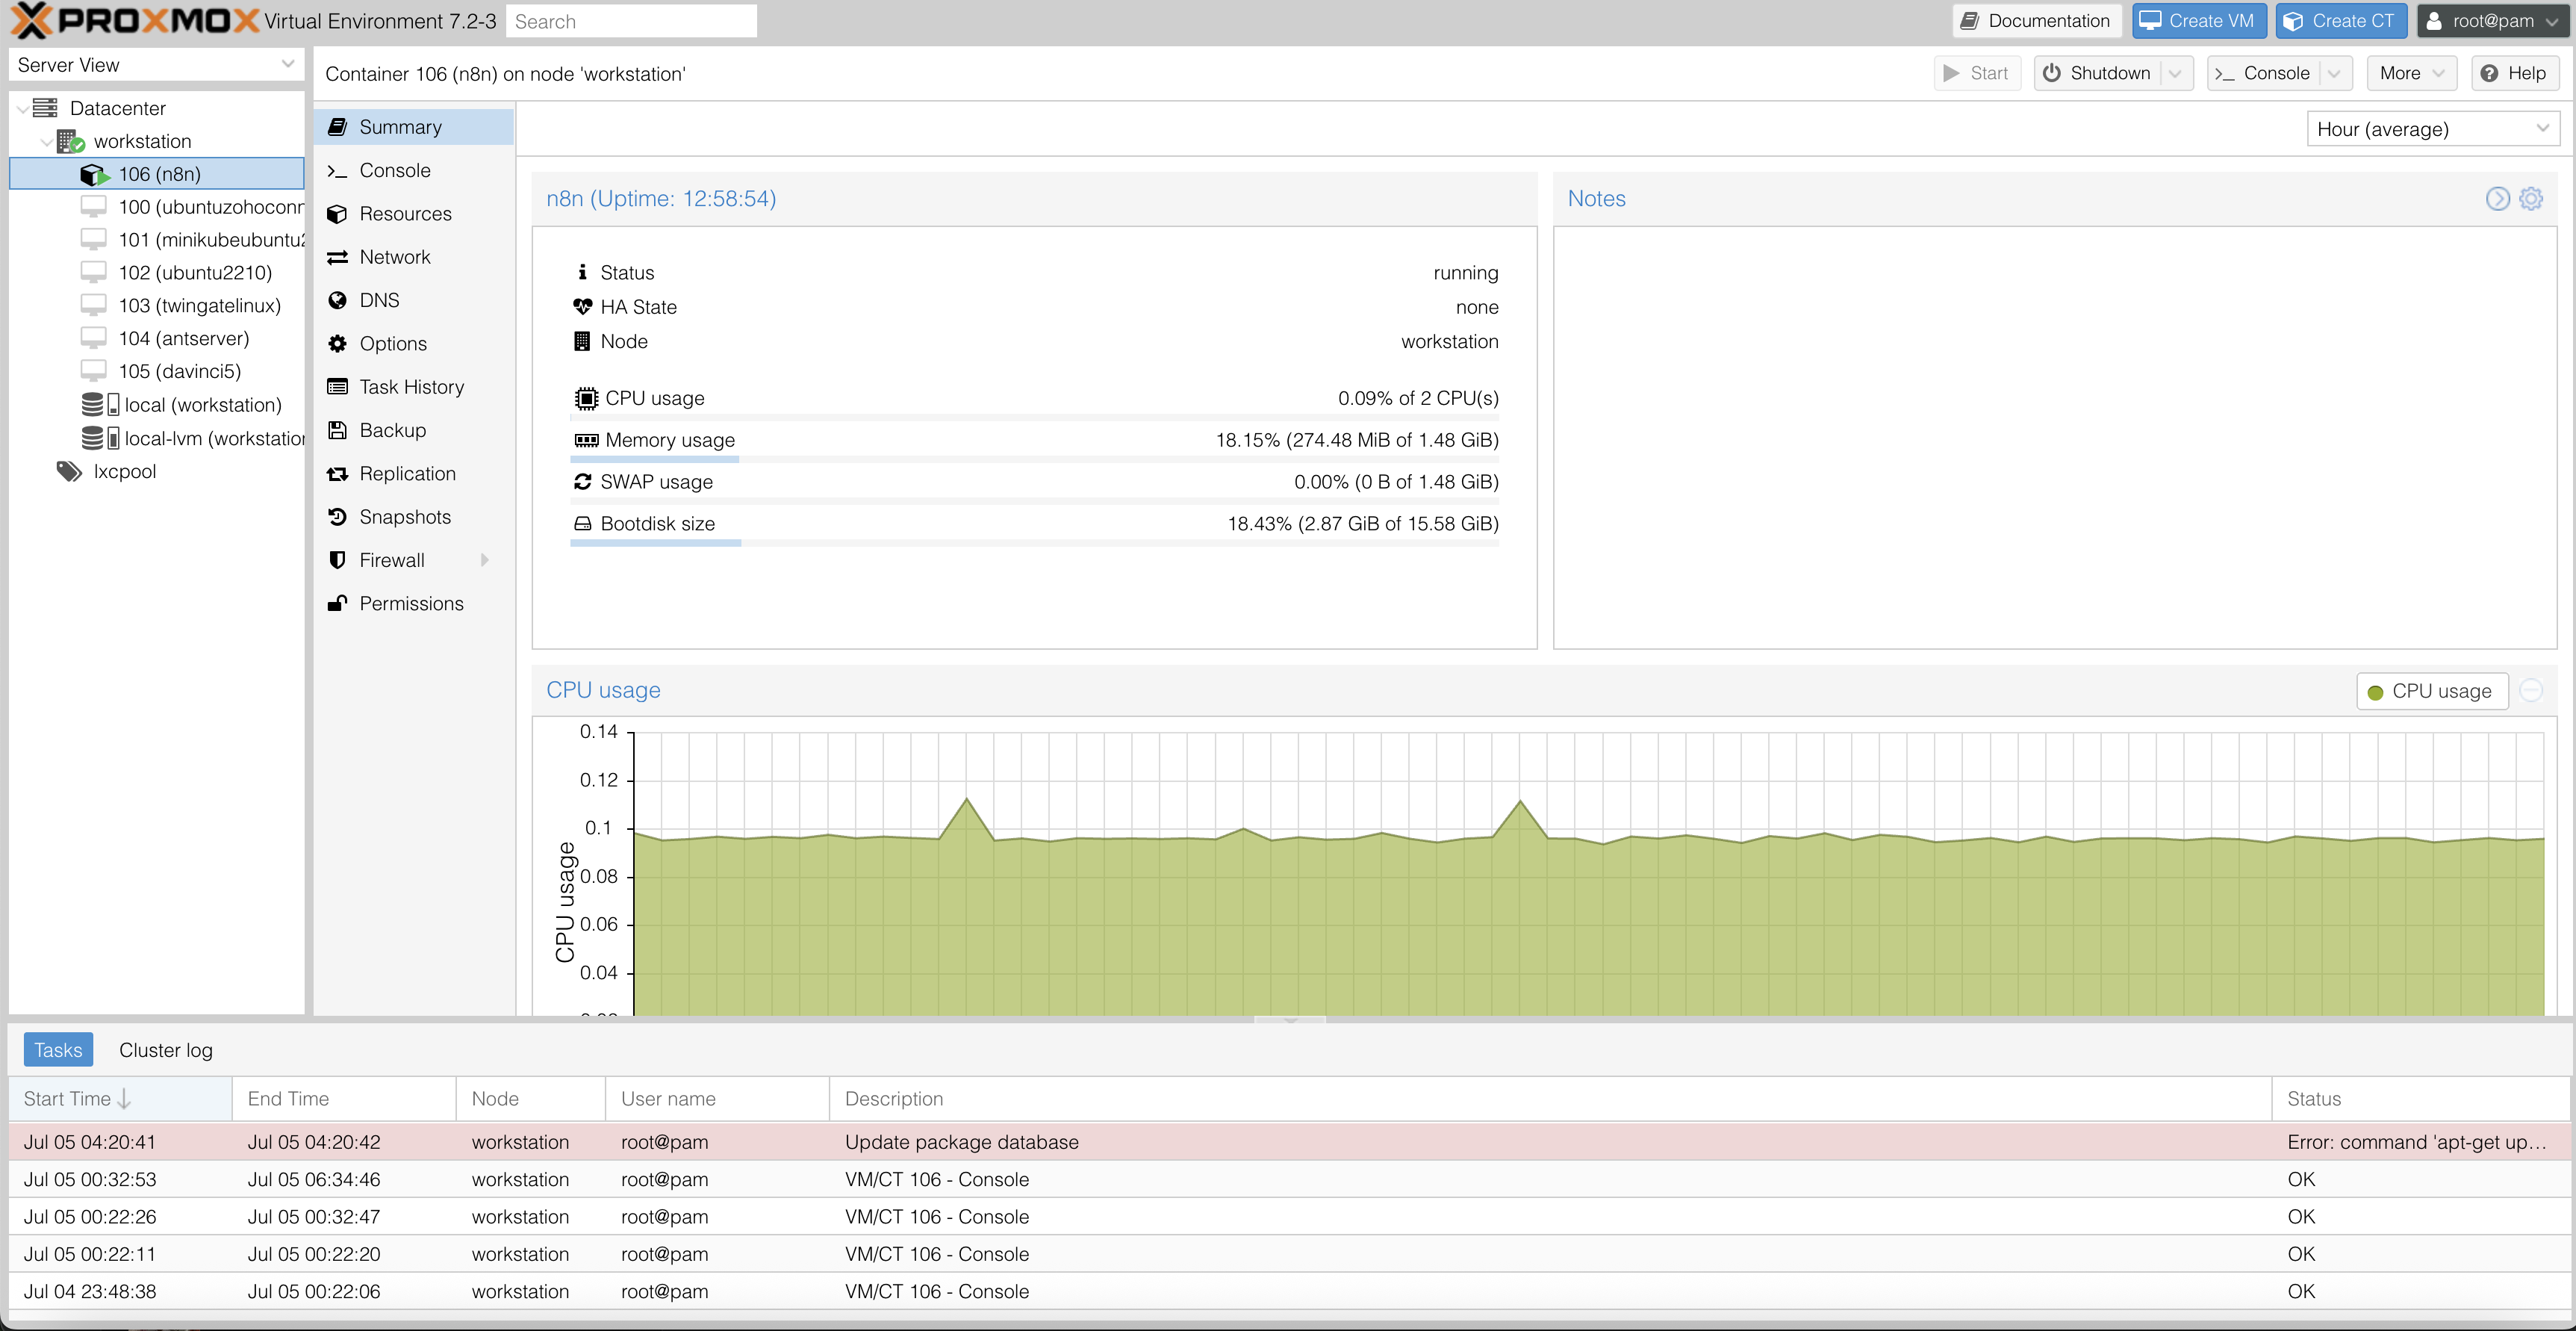 PROXMOX Virtual Environment 7.2-3 Search Documentation Create VM Create CT root@pam
Server View
Datacenter
workstation
106 (n8n)
100 (ubuntuzohoconn
101 (minikubeubuntu2
102 (ubuntu2210)
103 (twingatelinux)
104 (antserver)
105 (davinci5)
local (workstation)
local-lvm (workstation
lxcpool
Container 106 (n8n) on node 'workstation' Start Shutdown Console More Help
Summary
Console
Resources
Network
DNS
Options
Task History
Backup
Replication
Snapshots
Firewall
Permissions
Hour (average)
n8n (Uptime: 12:58:54)
Status running
HA State none
Node workstation
CPU usage 0.09% of 2 CPU(s)
Memory usage 18.15% (274.48 MiB of 1.48 GiB)
SWAP usage 0.00% (0 B of 1.48 GiB)
Bootdisk size 18.43% (2.87 GiB of 15.58 GiB)
Notes
CPU usage
CPU usage
0.14
0.12
0.1
0.08
0.06
0.04
CPU usage
Tasks Cluster log
Start Time End Time Node User name Description Status
Jul 05 04:20:41 Jul 05 04:20:42 workstation root@pam Update package database Error: command 'apt-get up...
Jul 05 00:32:53 Jul 05 06:34:46 workstation root@pam VM/CT 106 - Console OK
Jul 05 00:22:26 Jul 05 00:32:47 workstation root@pam VM/CT 106 - Console OK
Jul 05 00:22:11 Jul 05 00:22:20 workstation root@pam VM/CT 106 - Console OK
Jul 04 23:48:38 Jul 05 00:22:06 workstation root@pam VM/CT 106 - Console OK